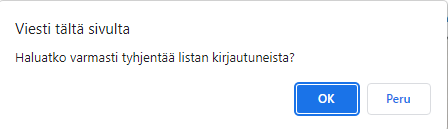 Viesti tältä sivulta
Haluatko varmasti tyhjentää listan kirjautuneista?
OK
Peru